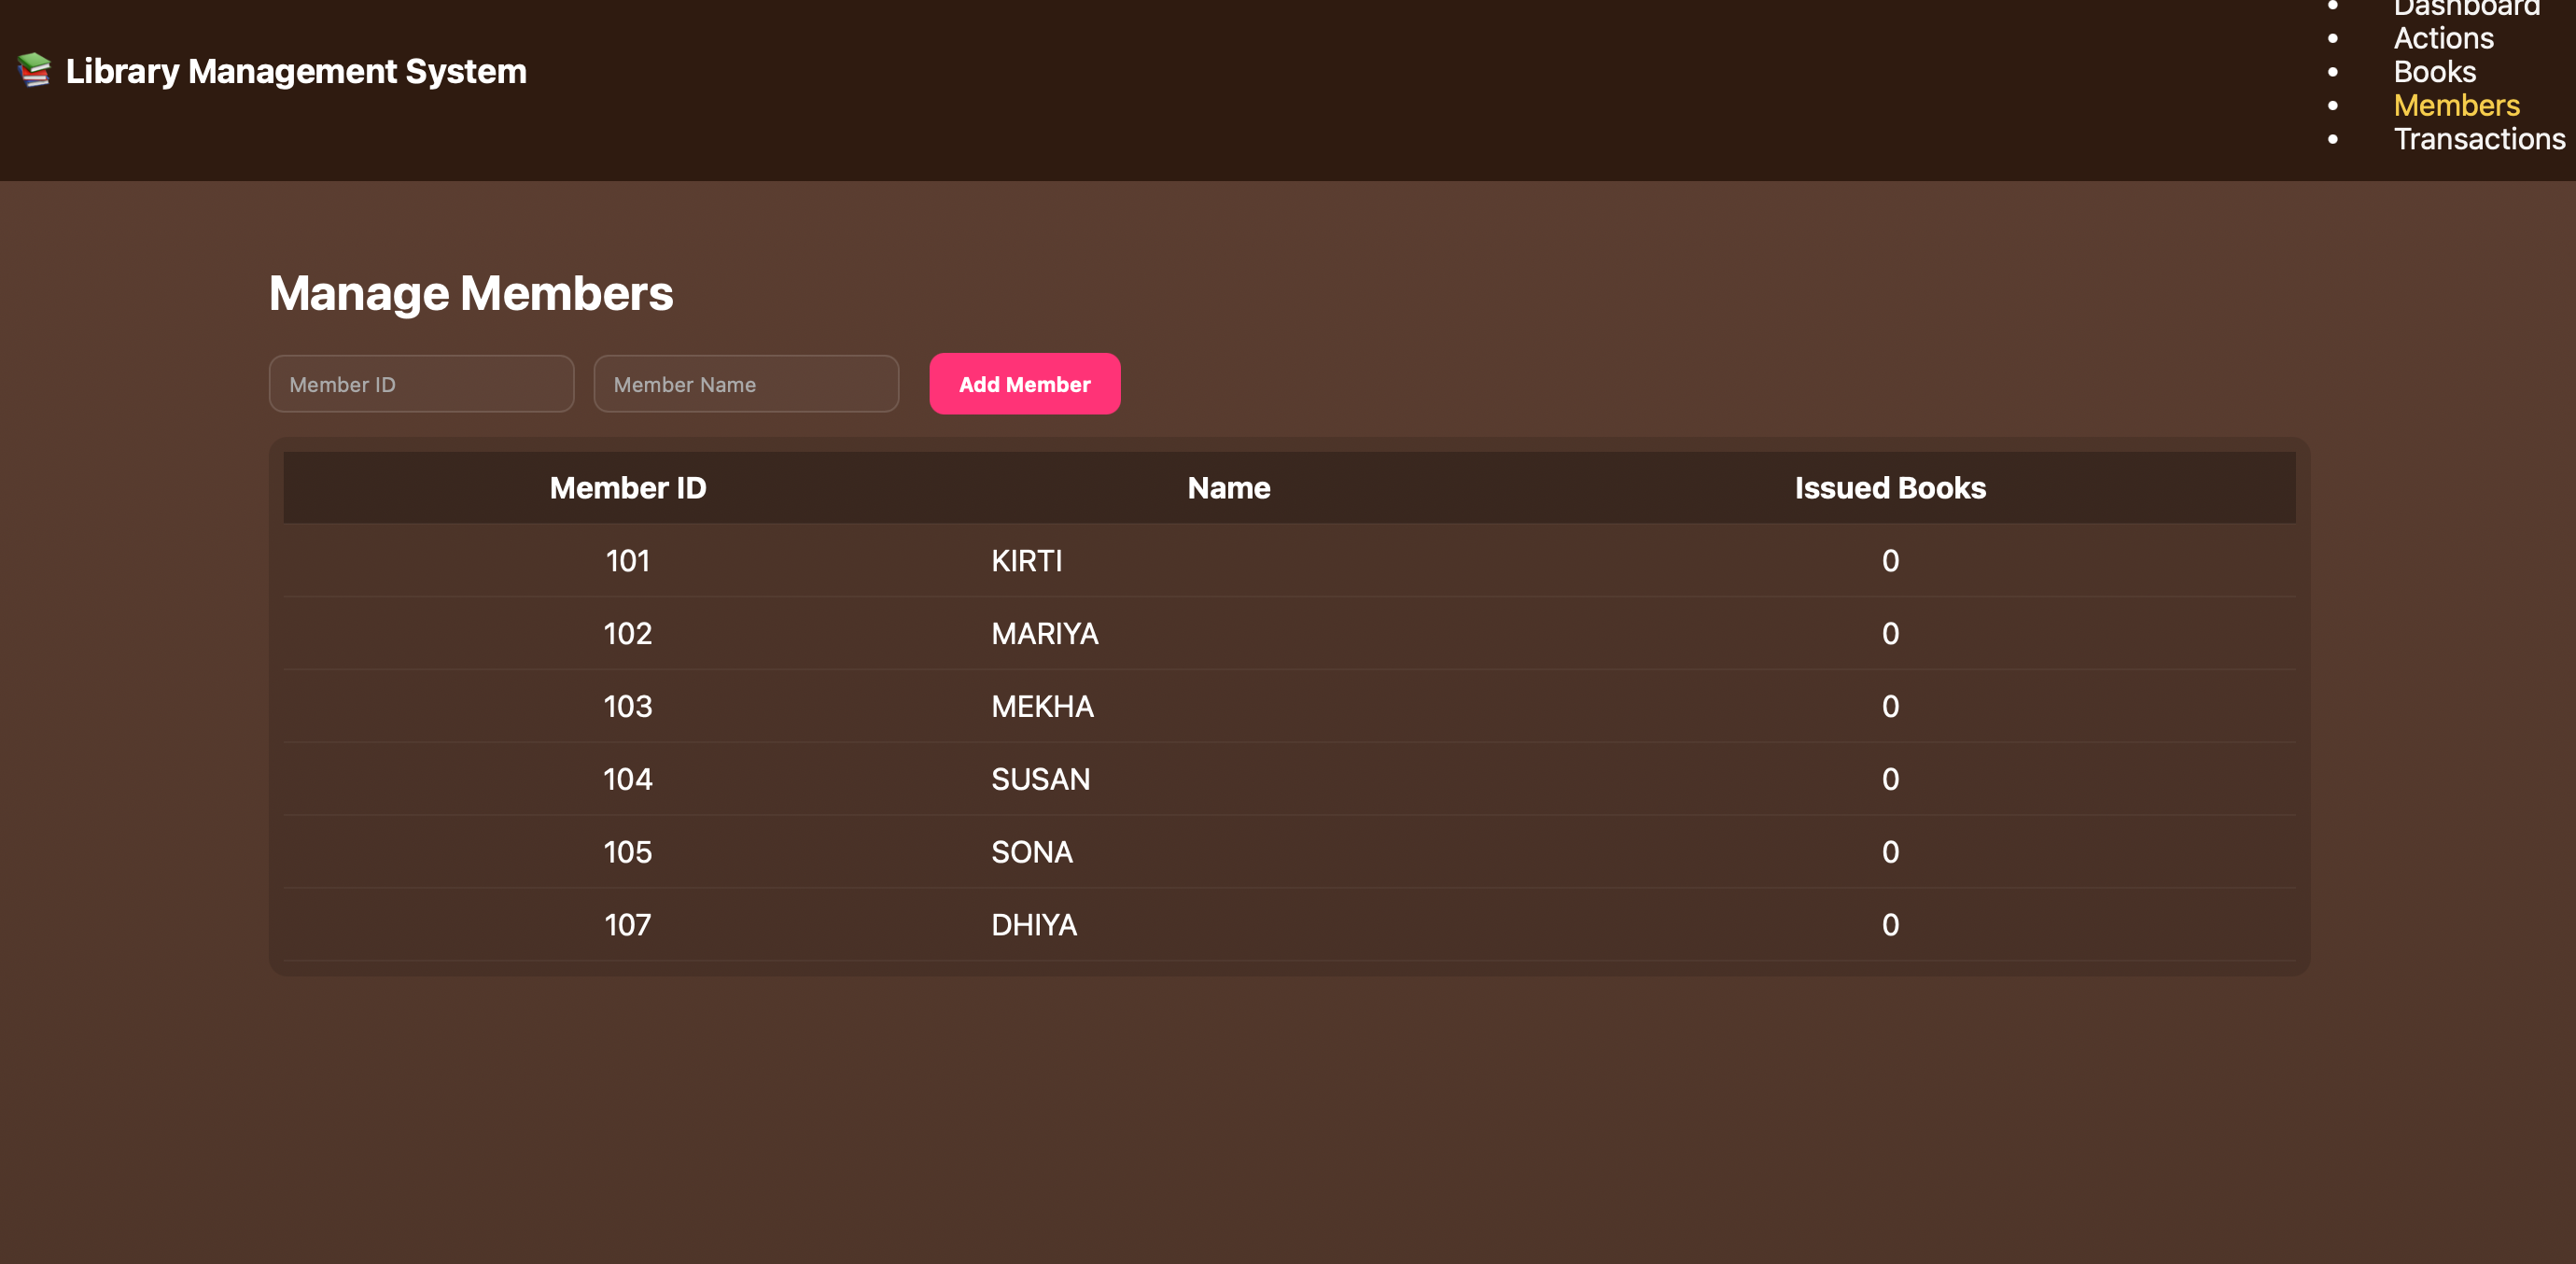 Dashboard
📚 Library Management System
Actions
Books
Members
Transactions
Manage Members
Member ID Member Name Add Member
Member ID Name Issued Books
101 KIRTI 0
102 MARIYA 0
103 MEKHA 0
104 SUSAN 0
105 SONA 0
107 DHIYA 0